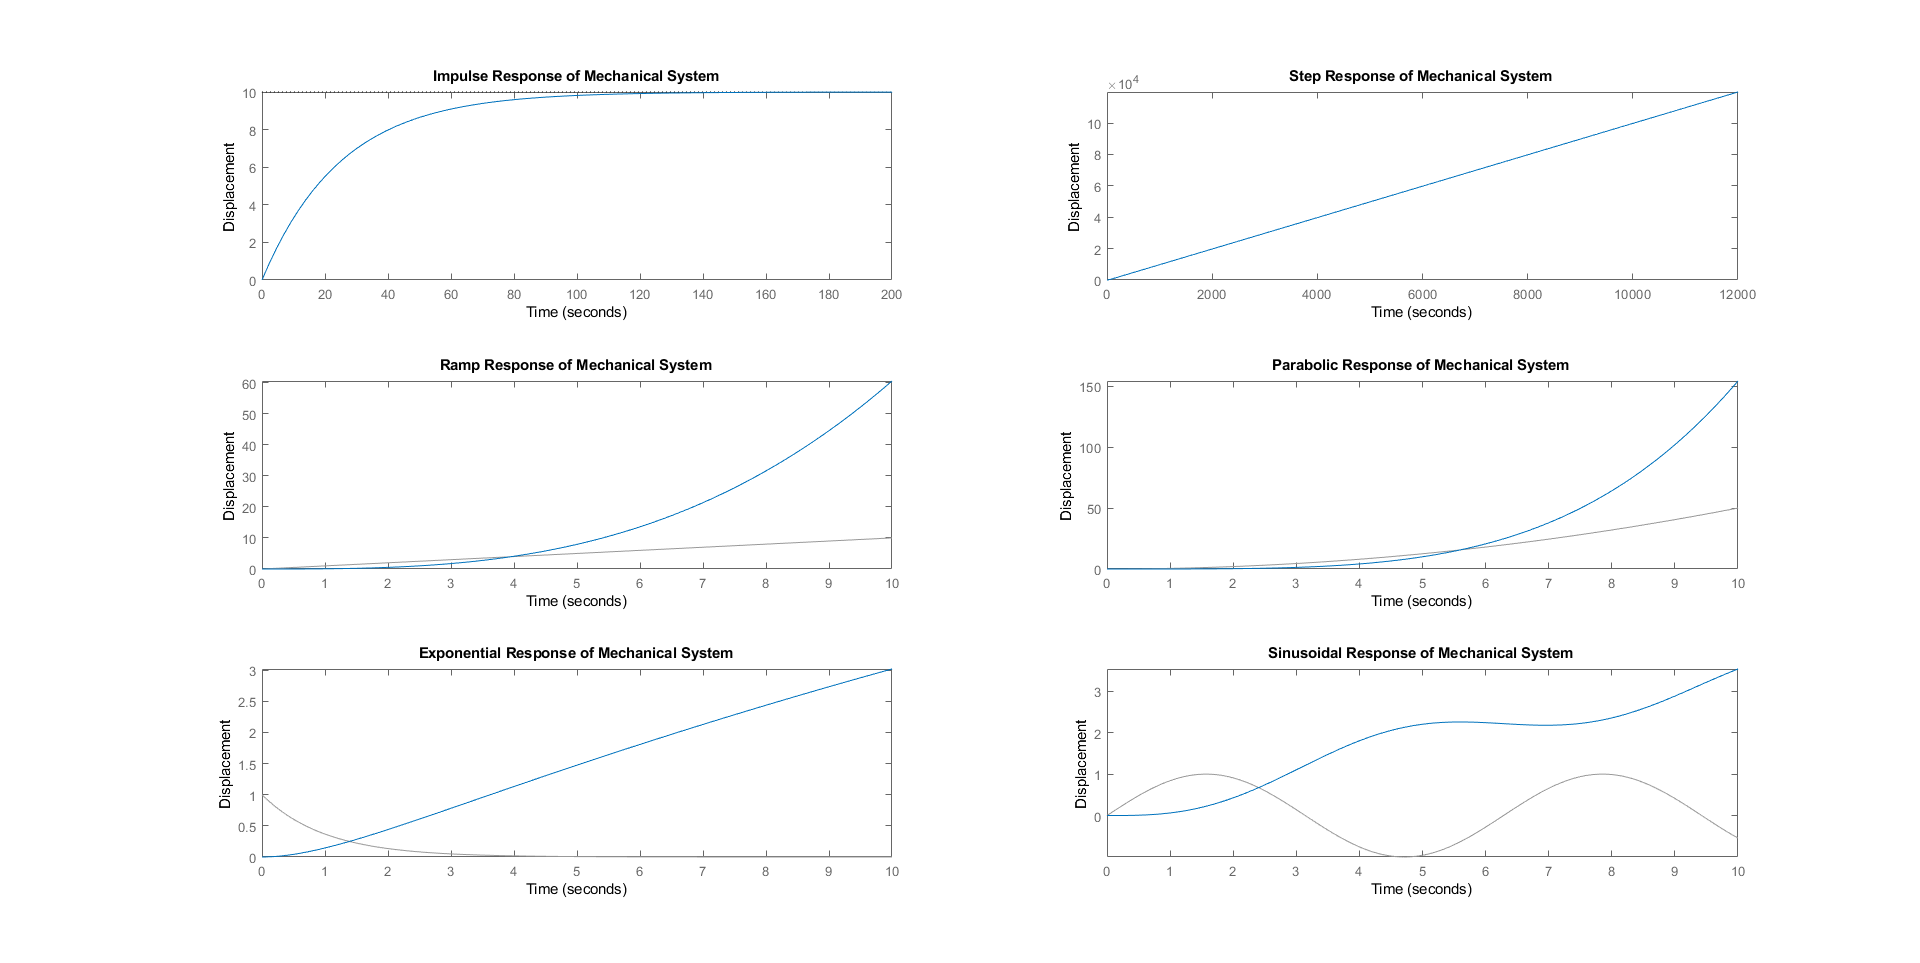 Impulse Response of Mechanical System
Displacement
10
8
6
4
2
0
0 20 40 60 80 100 120 140 160 180 200
Time (seconds)
Step Response of Mechanical System
×10^4
Displacement
10
8
6
4
2
0
0 2000 4000 6000 8000 10000 12000
Time (seconds)
Ramp Response of Mechanical System
Displacement
60
50
40
30
20
10
0
0 1 2 3 4 5 6 7 8 9 10
Time (seconds)
Parabolic Response of Mechanical System
Displacement
150
100
50
0
0 1 2 3 4 5 6 7 8 9 10
Time (seconds)
Exponential Response of Mechanical System
Displacement
3
2.5
2
1.5
1
0.5
0
0 1 2 3 4 5 6 7 8 9 10
Time (seconds)
Sinusoidal Response of Mechanical System
Displacement
3
2
1
0
0 1 2 3 4 5 6 7 8 9 10
Time (seconds)